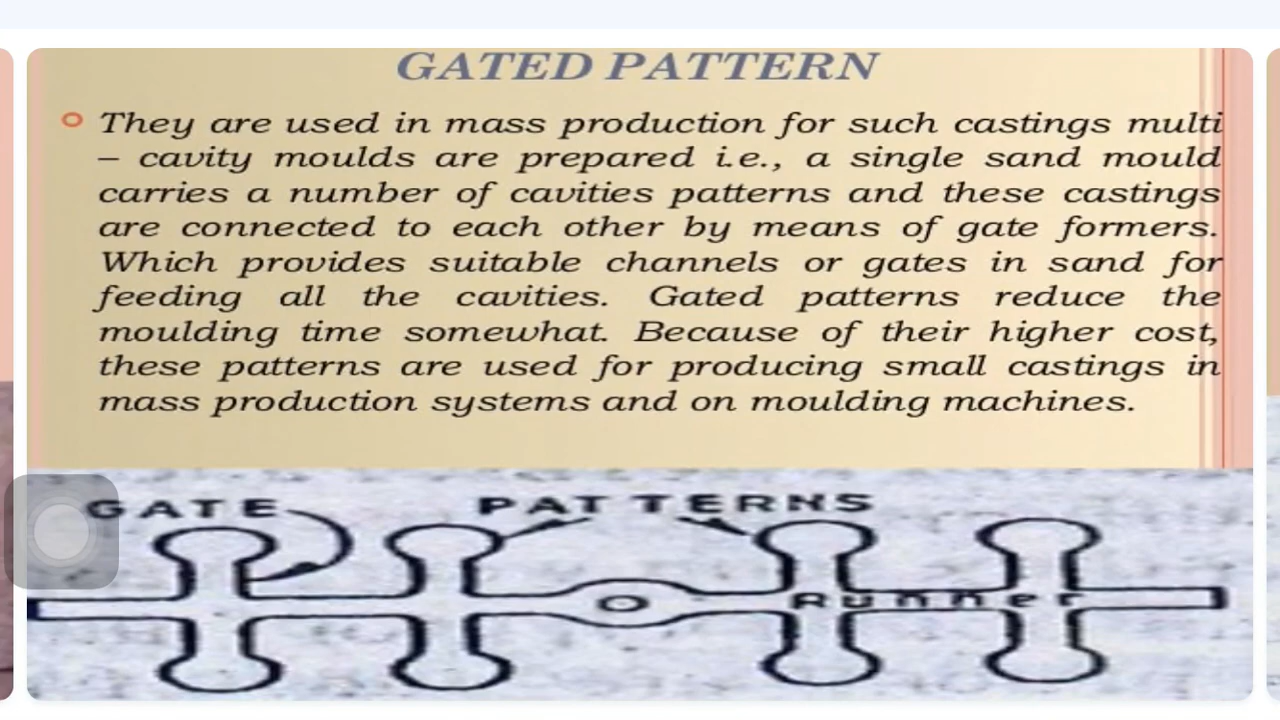 GATED PATTERN
They are used in mass production for such castings multi
– cavity moulds are prepared i.e., a single sand mould
carries a number of cavities patterns and these castings
are connected to each other by means of gate formers.
Which provides suitable channels or gates in sand for
feeding all the cavities. Gated patterns reduce the
moulding time somewhat. Because of their higher cost,
these patterns are used for producing small castings in
mass production systems and on moulding machines.
GATE PATTERNS
Runner